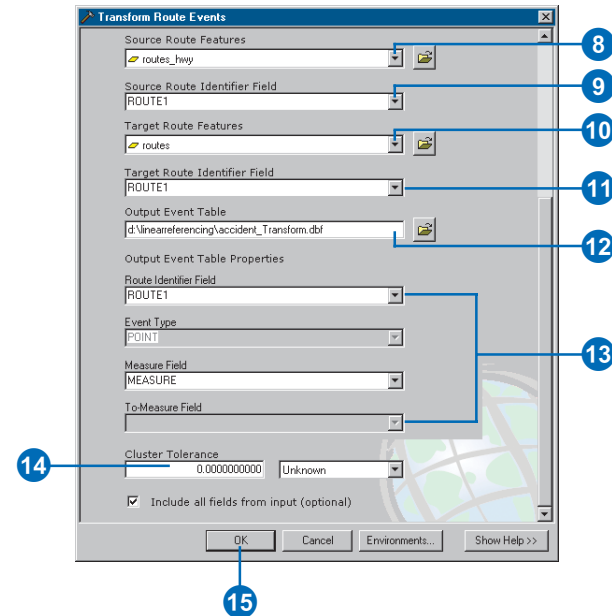 Transform Route Events
Source Route Features
routes_hwy
8
Source Route Identifier Field
ROUTE1
9
Target Route Features
routes
10
Target Route Identifier Field
ROUTE1
11
Output Event Table
d:\linearreferencing\accident_Transform.dbf
12
Output Event Table Properties
Route Identifier Field
ROUTE1
Event Type
POINT
13
Measure Field
MEASURE
To-Measure Field
Cluster Tolerance
14
0.0000000000 Unknown
Include all fields from input (optional)
OK Cancel Environments... Show Help >>
15